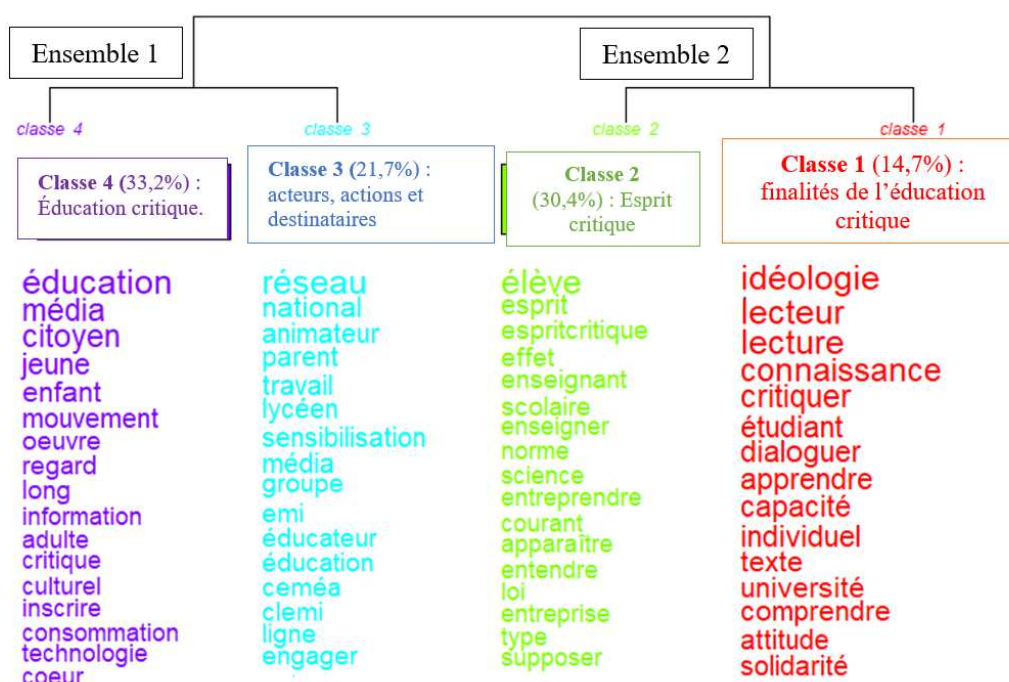 Ensemble 1
Ensemble 2
classe 4
classe 3
classe 2
classe 1
Classe 4 (33,2%) :
Éducation critique.
Classe 3 (21,7%) :
acteurs, actions et
destinataires
Classe 2
(30,4%) : Esprit
critique
Classe 1 (14,7%) :
finalités de l’éducation
critique
éducation
média
citoyen
jeune
enfant
mouvement
oeuvre
regard
long
information
adulte
critique
culturel
inscrire
consommation
technologie
coeur
réseau
national
animateur
parent
travail
lycéen
sensibilisation
média
groupe
emi
éducateur
éducation
ceméa
clemi
ligne
engager
élève
esprit
espritcritique
effet
enseignant
scolaire
enseigner
norme
science
entreprendre
courant
apparaître
entendre
loi
entreprise
type
supposer
idéologie
lecteur
lecture
connaissance
critiquer
étudiant
dialoguer
apprendre
capacité
individuel
texte
université
comprendre
attitude
solidarité